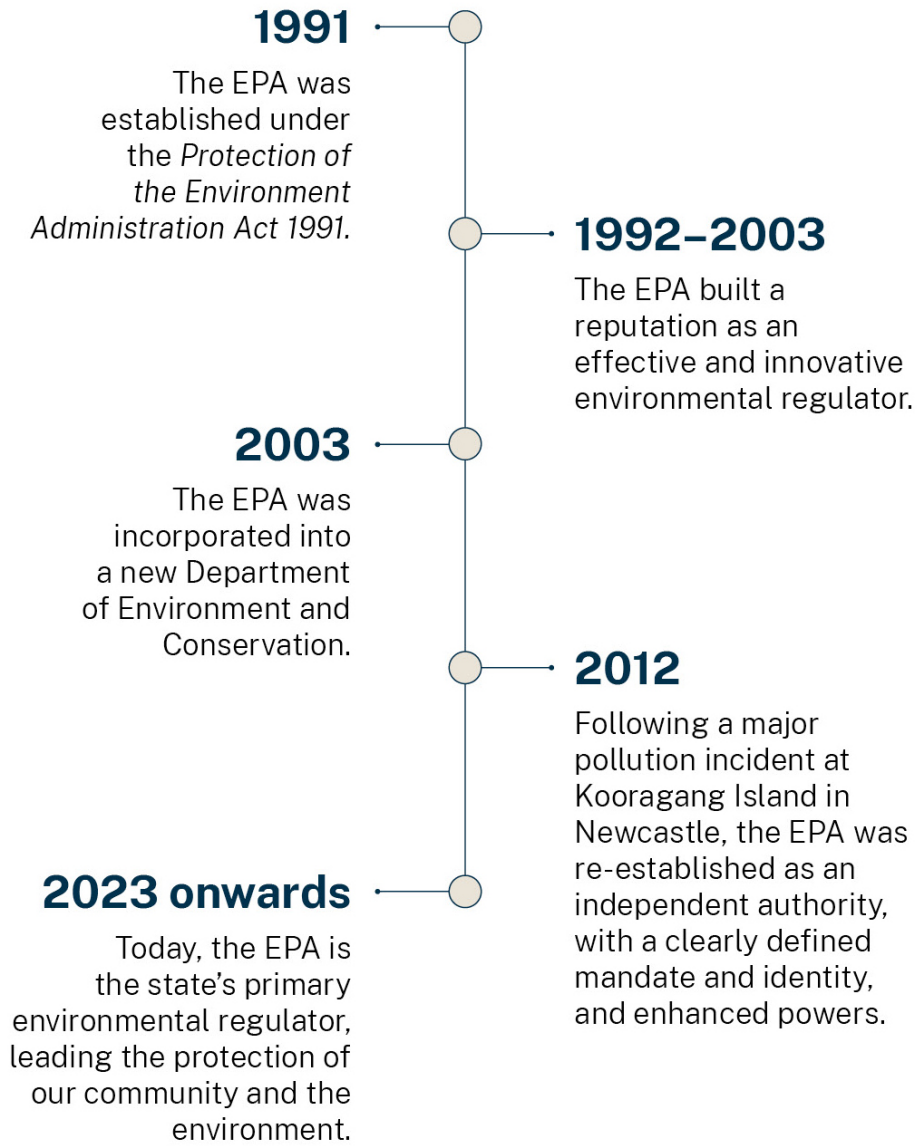 1991
The EPA was
established under
the Protection of
the Environment
Administration Act 1991.
1992–2003
The EPA built a
reputation as an
effective and innovative
environmental regulator.
2003
The EPA was
incorporated into
a new Department
of Environment and
Conservation.
2012
Following a major
pollution incident at
Kooragang Island in
Newcastle, the EPA was
re-established as an
independent authority,
with a clearly defined
mandate and identity,
and enhanced powers.
2023 onwards
Today, the EPA is
the state’s primary
environmental regulator,
leading the protection of
our community and the
environment.